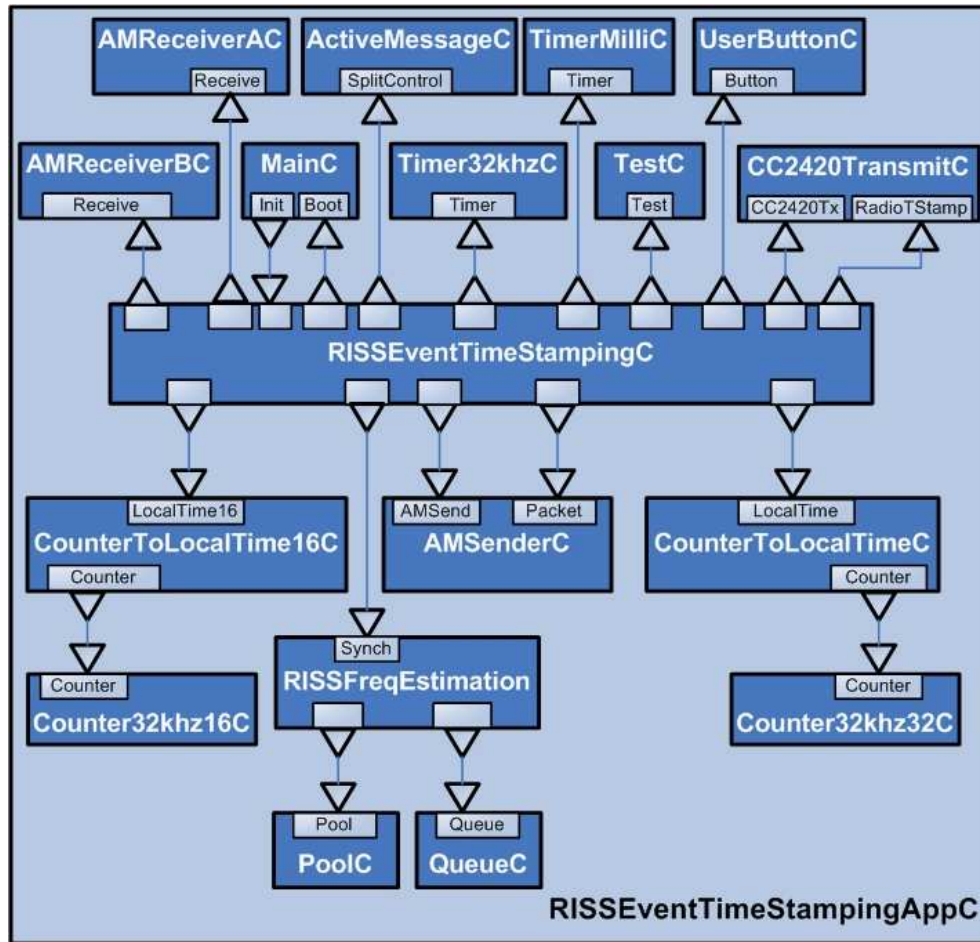 AMReceiverAC
Receive
ActiveMessageC
SplitControl
TimerMilliC
Timer
UserButtonC
Button
AMReceiverBC
Receive
MainC
Init
Boot
Timer32khzC
Timer
TestC
Test
CC2420TransmitC
CC2420Tx
RadioTStamp
RISSEventTimeStampingC
LocalTime16
CounterToLocalTime16C
Counter
AMSend
Packet
AMSenderC
LocalTime
CounterToLocalTimeC
Counter
Synch
RISSFreqEstimation
Counter
Counter32khz16C
Counter
Counter32khz32C
Pool
PoolC
Queue
QueueC
RISSEventTimeStampingAppC